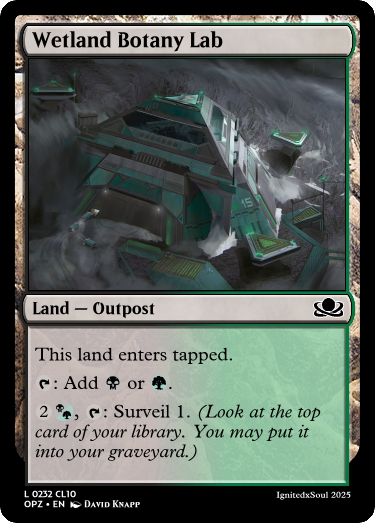 Wetland Botany Lab
15
Land — Outpost
This land enters tapped.
: Add or .
2 , : Surveil 1. (Look at the top
card of your library. You may put it
into your graveyard.)
L 0232 CL10
OPZ • EN David Knapp
IgnitedxSoul 2025